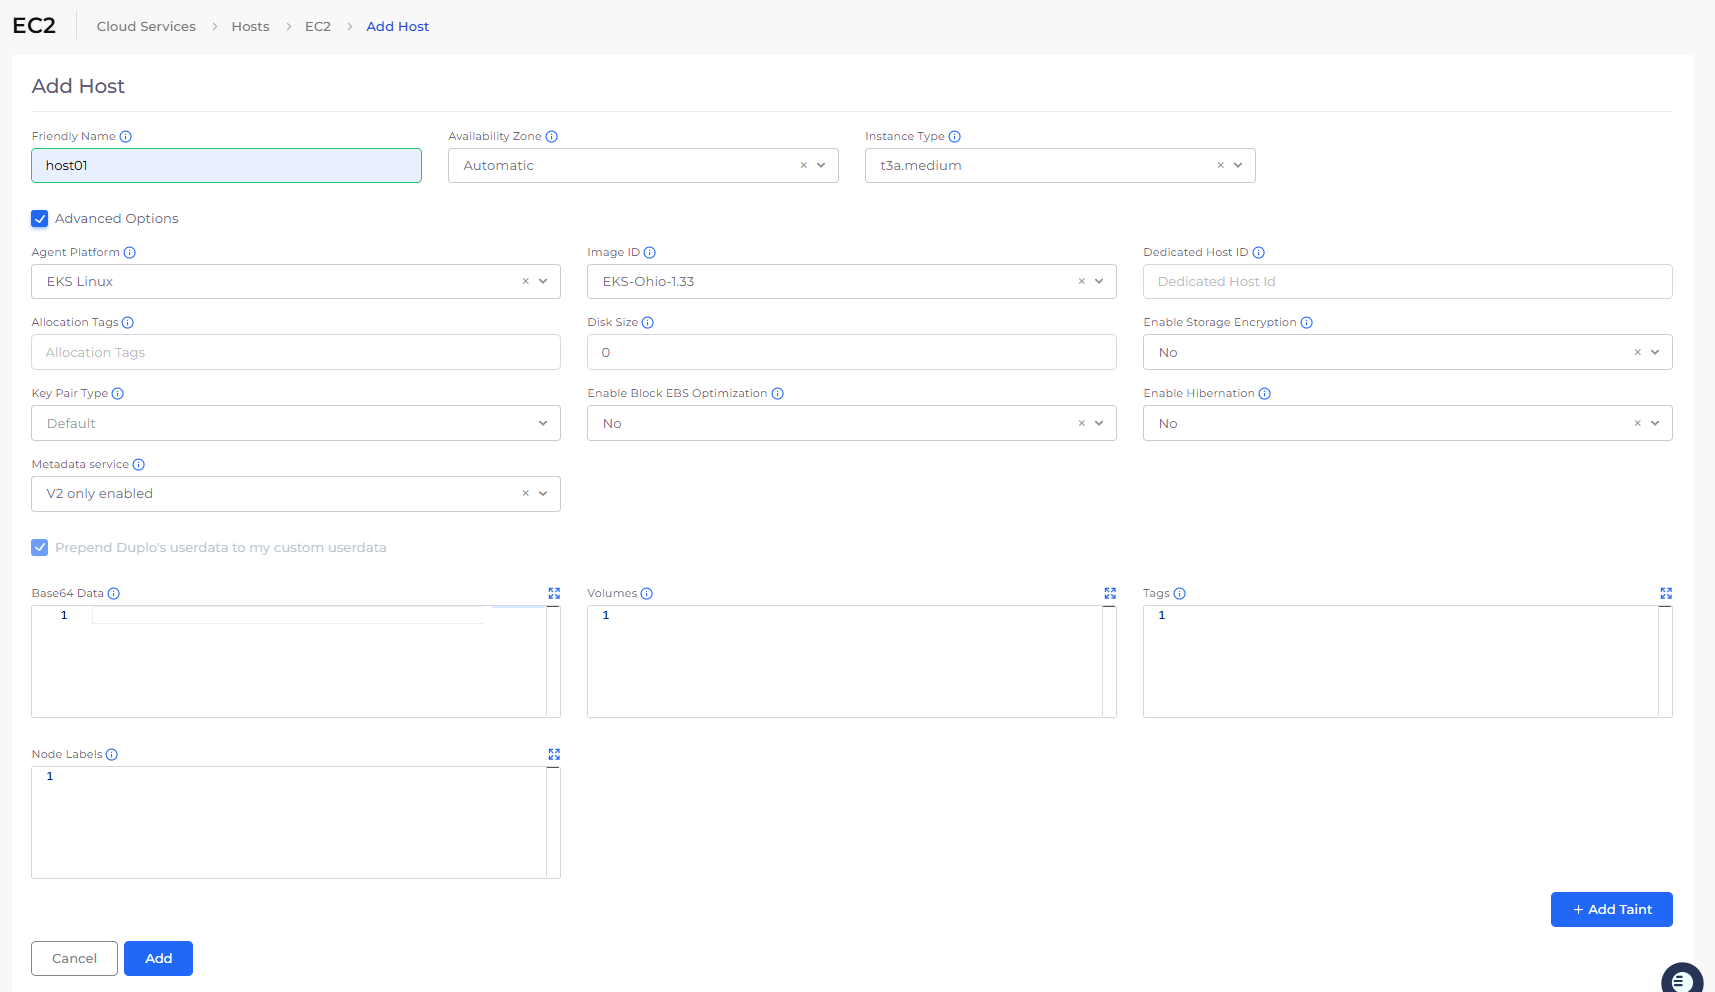 EC2 Cloud Services > Hosts > EC2 > Add Host
Add Host
Friendly Name Availability Zone Instance Type
host01 Automatic × t3a.medium ×
Advanced Options
Agent Platform Image ID Dedicated Host ID
EKS Linux × EKS-Ohio-1.33 × Dedicated Host Id
Allocation Tags Disk Size Enable Storage Encryption
Allocation Tags 0 No ×
Key Pair Type Enable Block EBS Optimization Enable Hibernation
Default No × No ×
Metadata service
V2 only enabled ×
Prepend Duplo's userdata to my custom userdata
Base64 Data Volumes Tags
1 1 1
Node Labels
1
+ Add Taint
Cancel Add